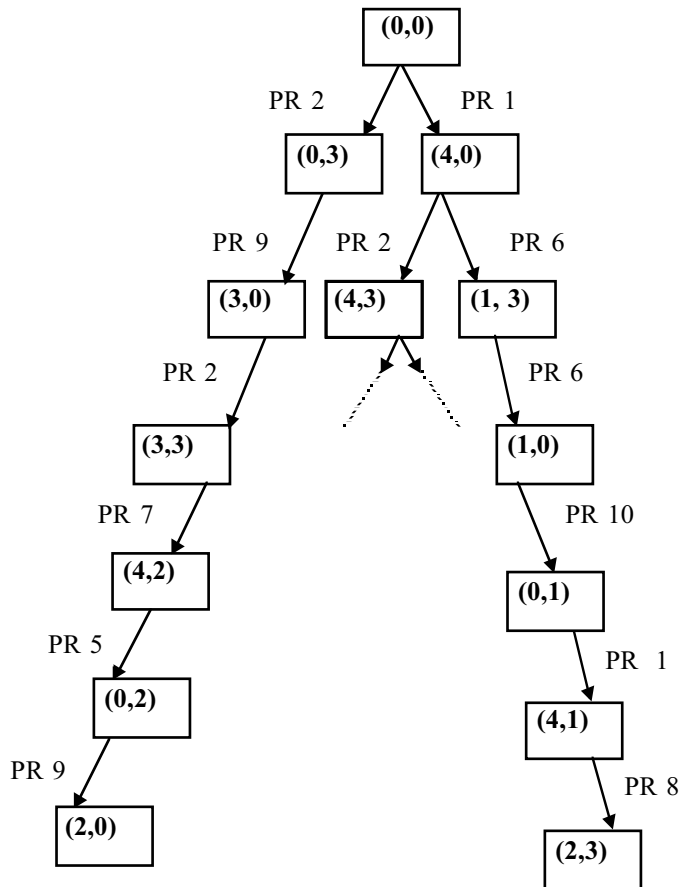 (0,0)
PR 2 PR 1
(0,3) (4,0)
PR 9 PR 2 PR 6
(3,0) (4,3) (1, 3)
PR 2 PR 6
(3,3) (1,0)
PR 7 PR 10
(4,2) (0,1)
PR 5 PR 1
(0,2) (4,1)
PR 9 PR 8
(2,0) (2,3)